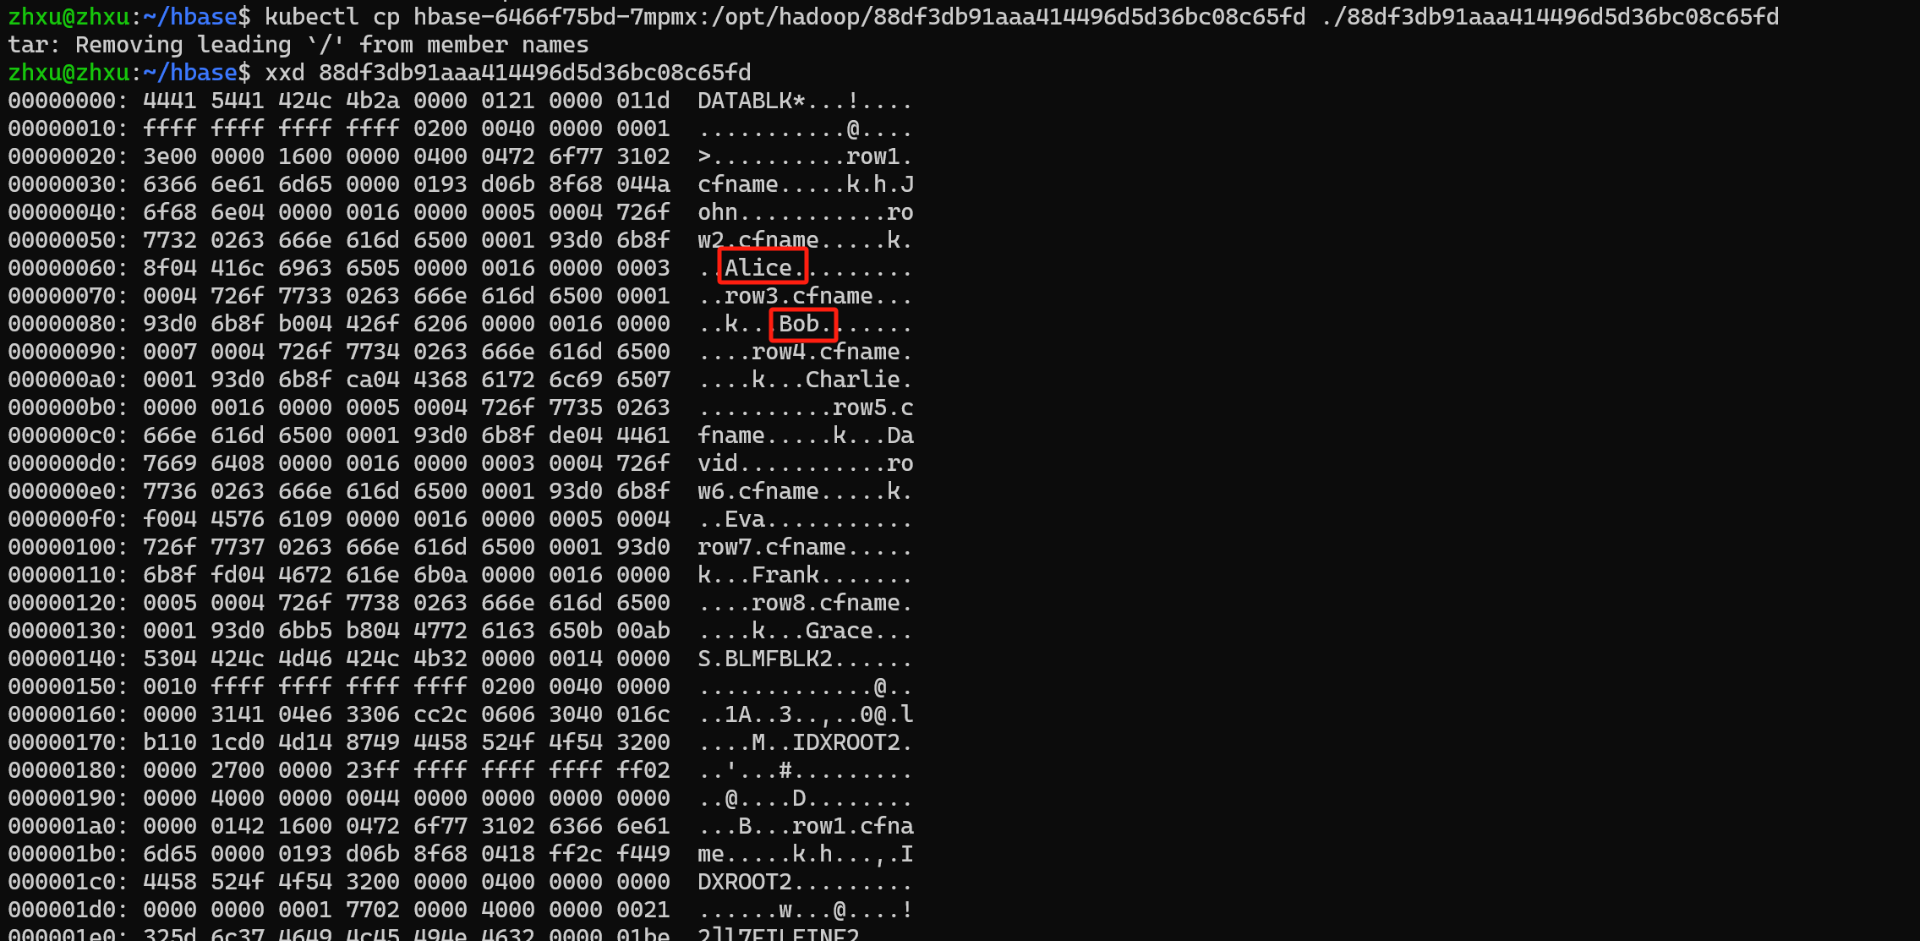 zhxu@zhxu:~/hbase$ kubectl cp hbase-6466f75bd-7mpmx:/opt/hadoop/88df3db91aaa414496d5d36bc08c65fd ./88df3db91aaa414496d5d36bc08c65fd
tar: Removing leading `/' from member names
zhxu@zhxu:~/hbase$ xxd 88df3db91aaa414496d5d36bc08c65fd
00000000: 4441 5441 424c 4b2a 0000 0121 0000 011d  DATABLK*...!....
00000010: ffff ffff ffff ffff 0200 0040 0000 0001  ...........@....
00000020: 3e00 0000 1600 0000 0400 0472 6f77 3102  >..........row1.
00000030: 6366 6e61 6d65 0000 0193 d06b 8f68 044a  cfname.....k.h.J
00000040: 6f68 6e04 0000 0016 0000 0005 0004 726f  ohn...........ro
00000050: 7732 0263 666e 616d 6500 0001 93d0 6b8f  w2.cfname.....k.
00000060: 8f04 416c 6963 6505 0000 0016 0000 0003  ..Alice.........
00000070: 0004 726f 7733 0263 666e 616d 6500 0001  ..row3.cfname...
00000080: 93d0 6b8f b004 426f 6206 0000 0016 0000  ..k...Bob.......
00000090: 0007 0004 726f 7734 0263 666e 616d 6500  ....row4.cfname.
000000a0: 0001 93d0 6b8f ca04 4368 6172 6c69 6507  ....k...Charlie.
000000b0: 0000 0016 0000 0005 0004 726f 7735 0263  ..........row5.c
000000c0: 666e 616d 6500 0001 93d0 6b8f de04 4461  fname.....k...Da
000000d0: 7669 6408 0000 0016 0000 0003 0004 726f  vid...........ro
000000e0: 7736 0263 666e 616d 6500 0001 93d0 6b8f  w6.cfname.....k.
000000f0: f004 4576 6109 0000 0016 0000 0005 0004  ..Eva...........
00000100: 726f 7737 0263 666e 616d 6500 0001 93d0  row7.cfname.....
00000110: 6b8f fd04 4672 616e 6b0a 0000 0016 0000  k...Frank.......
00000120: 0005 0004 726f 7738 0263 666e 616d 6500  ....row8.cfname.
00000130: 0001 93d0 6bb5 b804 4772 6163 650b 00ab  ....k...Grace...
00000140: 5304 424c 4d46 424c 4b32 0000 0014 0000  S.BLMFBLK2......
00000150: 0010 ffff ffff ffff ffff 0200 0040 0000  .............@..
00000160: 0000 3141 04e6 3306 cc2c 0606 3040 016c  ..1A..3..,..0@.l
00000170: b110 1cd0 4d14 8749 4458 524f 4f54 3200  ....M..IDXROOT2.
00000180: 0000 2700 0000 23ff ffff ffff ffff ff02  ..'...#.........
00000190: 0000 4000 0000 0044 0000 0000 0000 0000  ..@....D........
000001a0: 0000 0142 1600 0472 6f77 3102 6366 6e61  ...B...row1.cfna
000001b0: 6d65 0000 0193 d06b 8f68 0418 ff2c f449  me.....k.h...,.I
000001c0: 4458 524f 4f54 3200 0000 0400 0000 0000  DXROOT2.........
000001d0: 0000 0000 0001 7702 0000 4000 0000 0021  ......w...@....!
000001e0: 325d 6c37 4649 4c45 494e 4632 0000 01be  2]l7FILEINF2